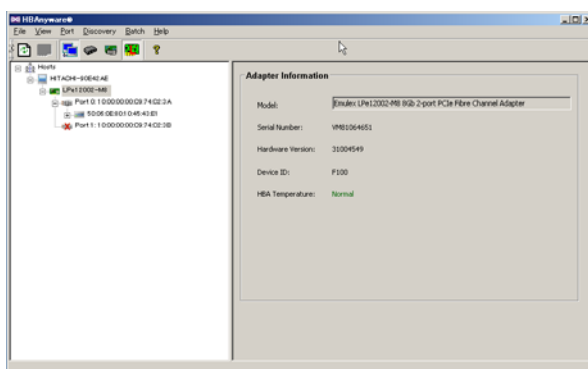 HBAnyware®
File View Port Discovery Batch Help
Hosts
HITACHI-90E42AE
LPe12002-M8
Port 0: 10:00:00:00:C9:74:02:3A
50:06:0E:80:10:45:43:E1
Port 1: 10:00:00:00:C9:74:02:3B
Adapter Information
Model: Emulex LPe12002-M8 8Gb 2-port PCIe Fibre Channel Adapter
Serial Number: VM81064651
Hardware Version: 31004549
Device ID: F100
HBA Temperature: Normal